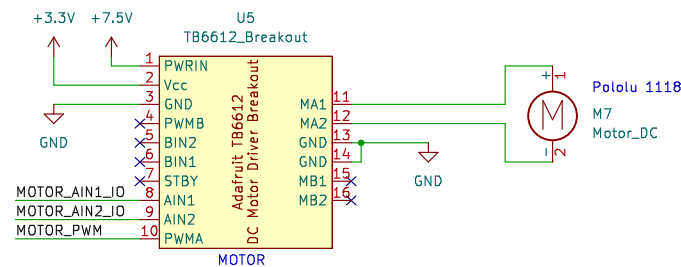 +3.3V
+7.5V
U5
TB6612_Breakout
1 PWRIN
2 Vcc
3 GND
4 PWMB
5 BIN2
6 BIN1
7 STBY
8 AIN1
9 AIN2
10 PWMA
GND
MOTOR_AIN1_IO
MOTOR_AIN2_IO
MOTOR_PWM
Adafruit TB6612
DC Motor Driver Breakout
MA1 11
MA2 12
GND 13
GND 14
MB1 15
MB2 16
MOTOR
GND
+ 1
M
- 2
Pololu 1118
M7
Motor_DC